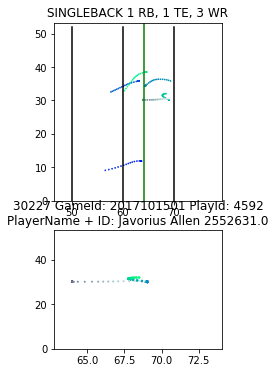 SINGLEBACK 1 RB, 1 TE, 3 WR
50
40
30
20
10
0
50 60 70
30227 GameId: 2017101501 PlayId: 4592
PlayerName + ID: Javorius Allen 2552631.0
40
20
0
65.0 67.5 70.0 72.5